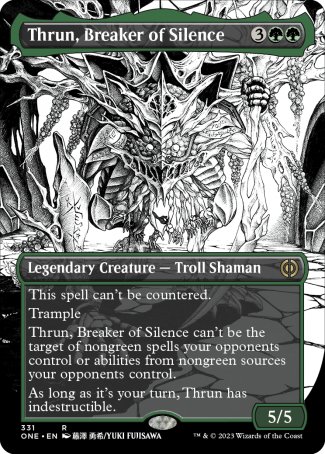 Thrun, Breaker of Silence 3
Legendary Creature — Troll Shaman
This spell can't be countered.
Trample
Thrun, Breaker of Silence can't be the
target of nongreen spells your opponents
control or abilities from nongreen sources
your opponents control.
As long as it's your turn, Thrun has
indestructible.
5/5
331 R
ONE • EN 藤澤 勇希/YUKI FUJISAWA
™ & © 2023 Wizards of the Coast